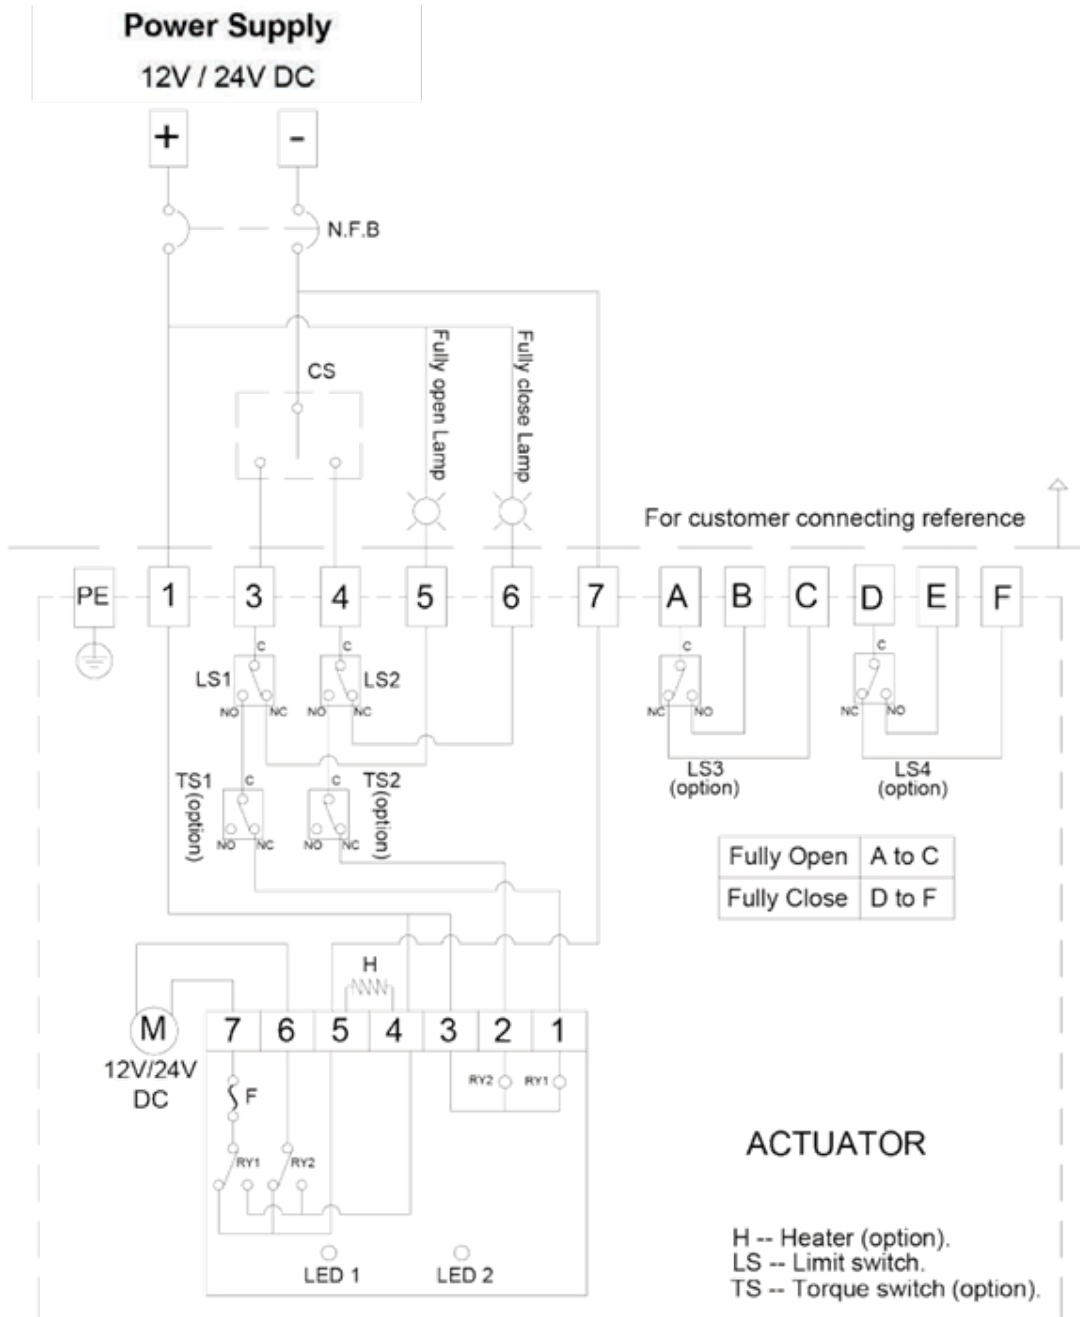 Power Supply
12V / 24V DC
+ -
N.F.B
CS
Fully open Lamp
Fully close Lamp
For customer connecting reference
PE 1 3 4 5 6 7 A B C D E F
C C C C
LS1 LS2
NO NC NO NC NC NO NC NO
LS3
(option)
LS4
(option)
TS1
(option)
C C
TS2
(option)
NO NC NO NC
Fully Open A to C
Fully Close D to F
H
M
12V/24V
DC
7 6 5 4 3 2 1
RY2 RY1
F
RY1 RY2
LED 1 LED 2
ACTUATOR
H -- Heater (option).
LS -- Limit switch.
TS -- Torque switch (option).